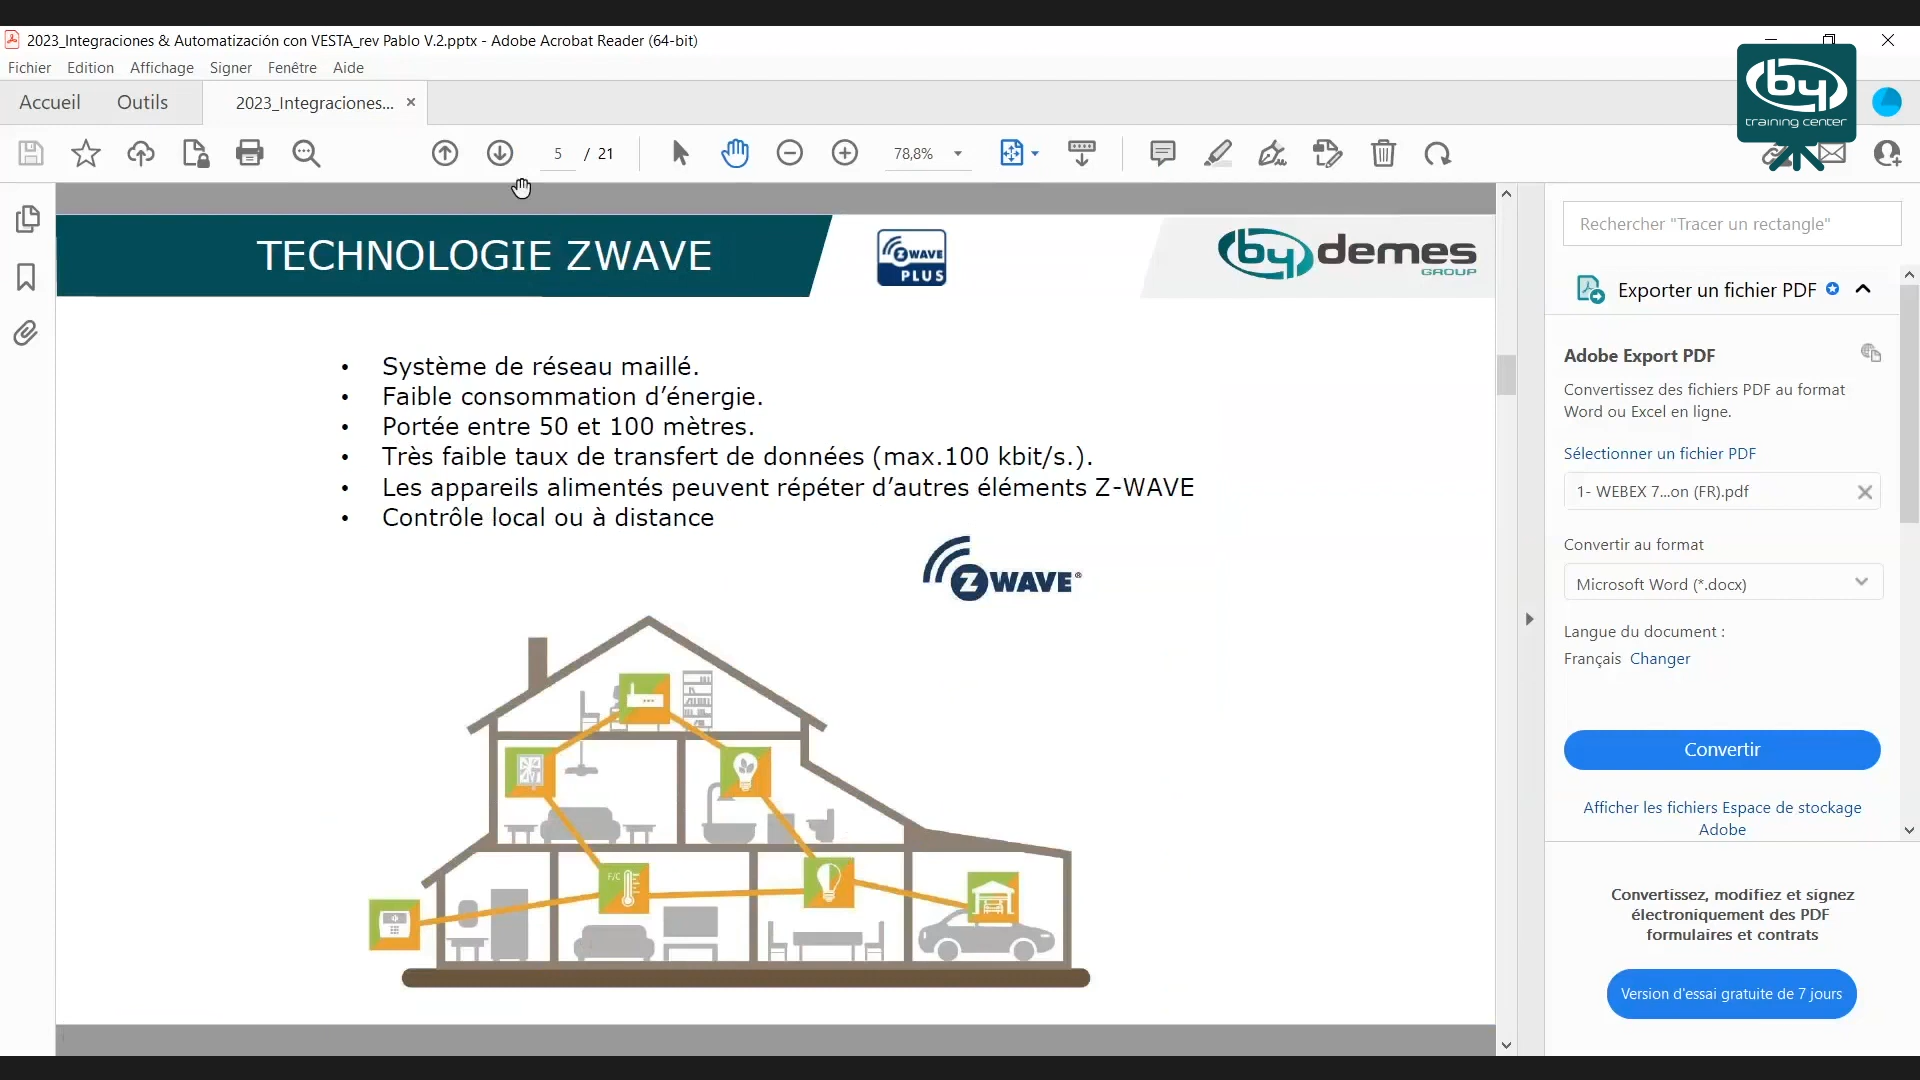 2023_Integraciones & Automatización con VESTA_rev Pablo V.2.pptx - Adobe Acrobat Reader (64-bit)
Fichier Edition Affichage Signer Fenêtre Aide
Accueil Outils 2023_Integraciones...
by
training center
5 / 21 78,8%
TECHNOLOGIE ZWAVE
Z WAVE
PLUS
by demes
GROUP
• Système de réseau maillé.
• Faible consommation d’énergie.
• Portée entre 50 et 100 mètres.
• Très faible taux de transfert de données (max.100 kbit/s.).
• Les appareils alimentés peuvent répéter d’autres éléments Z-WAVE
• Contrôle local ou à distance
Z WAVE®
F/C
Rechercher "Tracer un rectangle"
Exporter un fichier PDF
Adobe Export PDF
Convertissez des fichiers PDF au format
Word ou Excel en ligne.
Sélectionner un fichier PDF
1- WEBEX 7...on (FR).pdf
Convertir au format
Microsoft Word (*.docx)
Langue du document :
Français Changer
Convertir
Afficher les fichiers Espace de stockage
Adobe
Convertissez, modifiez et signez
électroniquement des PDF
formulaires et contrats
Version d'essai gratuite de 7 jours